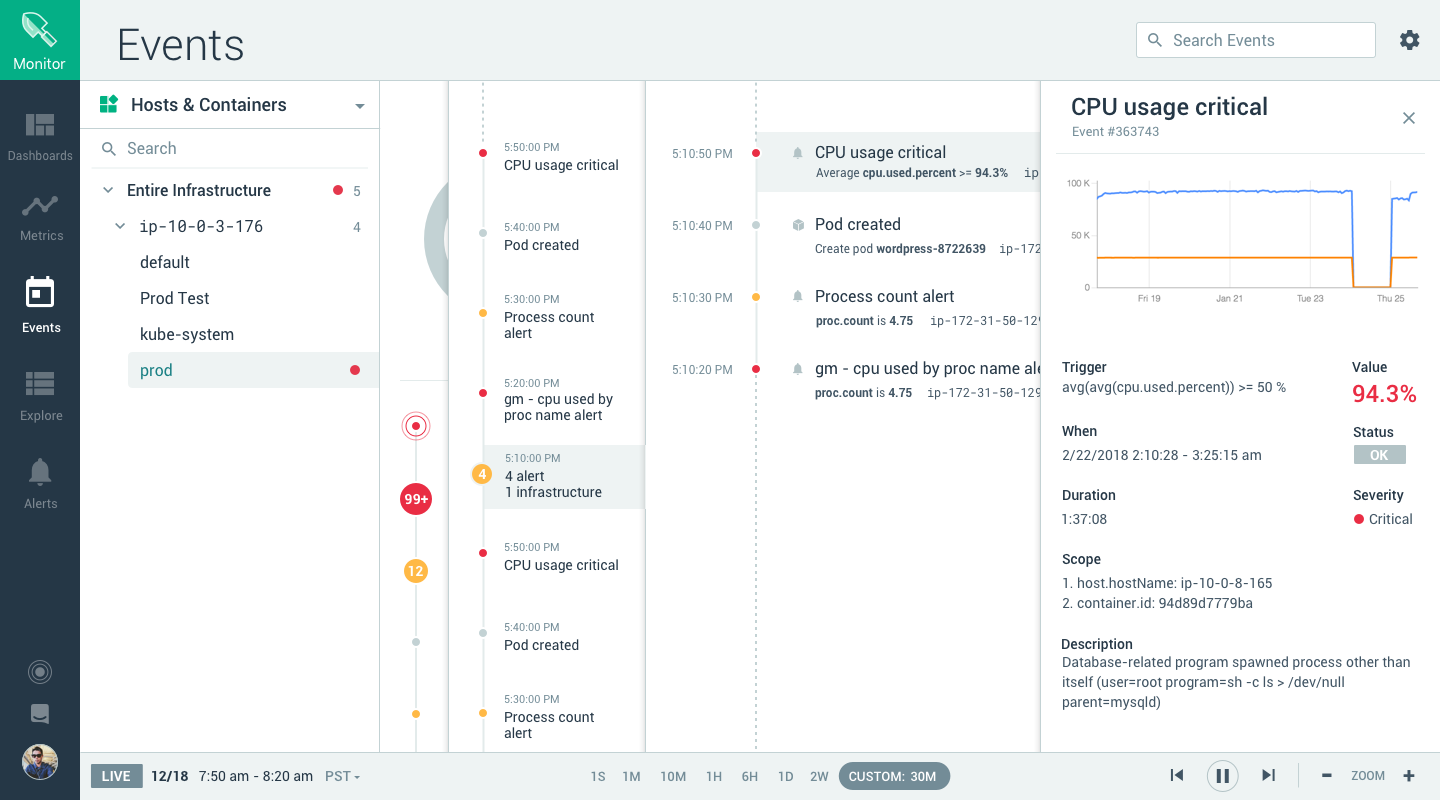 Monitor
Events
Search Events
Dashboards
Metrics
Events
Explore
Alerts
Hosts & Containers
Search
Entire Infrastructure 5
ip-10-0-3-176 4
default
Prod Test
kube-system
prod
99+
12
5:50:00 PM
CPU usage critical
5:40:00 PM
Pod created
5:30:00 PM
Process count
alert
5:20:00 PM
gm - cpu used by
proc name alert
4
5:10:00 PM
4 alert
1 infrastructure
5:50:00 PM
CPU usage critical
5:40:00 PM
Pod created
5:30:00 PM
Process count
alert
5:10:50 PM CPU usage critical
Average cpu.used.percent >= 94.3% ip
5:10:40 PM Pod created
Create pod wordpress-8722639 ip-172
5:10:30 PM Process count alert
proc.count is 4.75 ip-172-31-50-129
5:10:20 PM gm - cpu used by proc name ale
proc.count is 4.75 ip-172-31-50-129
CPU usage critical
Event #363743
100 K
50 K
0
Fri 19 Jan 21 Tue 23 Thu 25
Trigger
avg(avg(cpu.used.percent)) >= 50 %
Value
94.3%
When
2/22/2018 2:10:28 - 3:25:15 am
Status
OK
Duration
1:37:08
Severity
Critical
Scope
1. host.hostName: ip-10-0-8-165
2. container.id: 94d89d7779ba
Description
Database-related program spawned process other than
itself (user=root program=sh -c ls > /dev/null
parent=mysqld)
LIVE 12/18 7:50 am - 8:20 am PST
1S 1M 10M 1H 6H 1D 2W CUSTOM: 30M
ZOOM